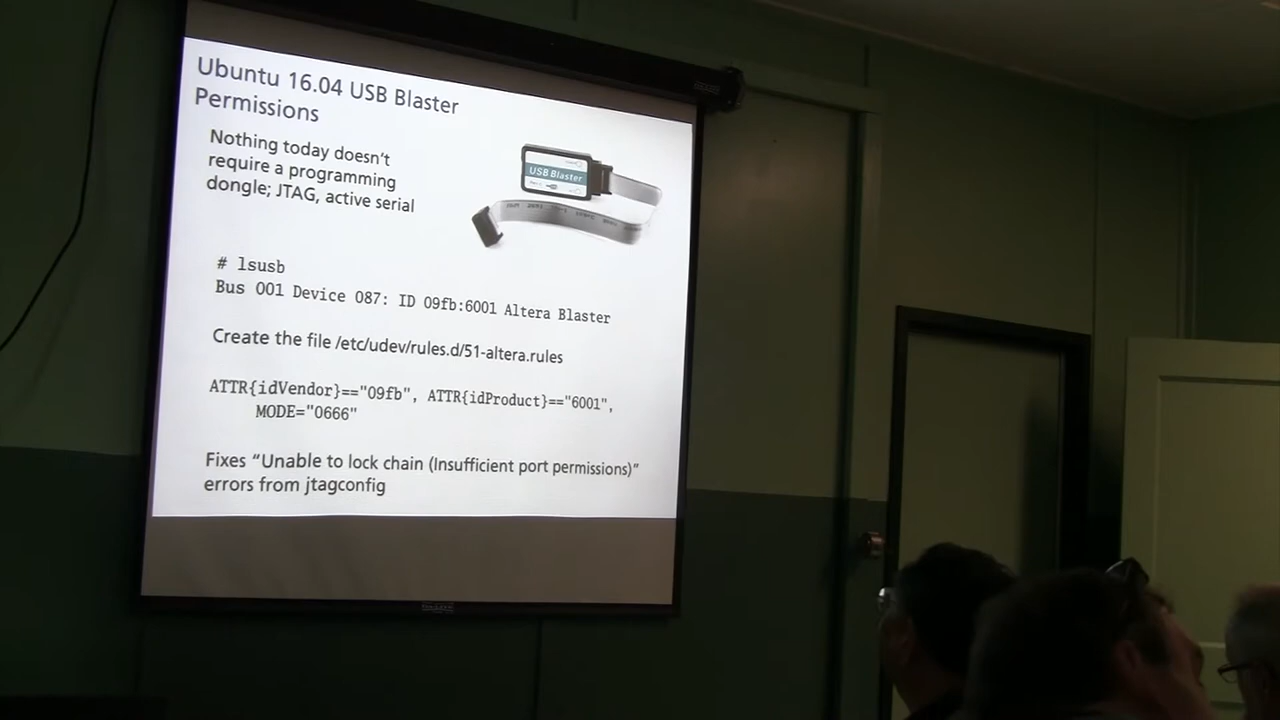 Ubuntu 16.04 USB Blaster
Permissions
Nothing today doesn't
require a programming
dongle; JTAG, active serial
USB Blaster
# lsusb
Bus 001 Device 087: ID 09fb:6001 Altera Blaster
Create the file /etc/udev/rules.d/51-altera.rules
ATTR{idVendor}=="09fb", ATTR{idProduct}=="6001",
MODE="0666"
Fixes “Unable to lock chain (Insufficient port permissions)”
errors from jtagconfig